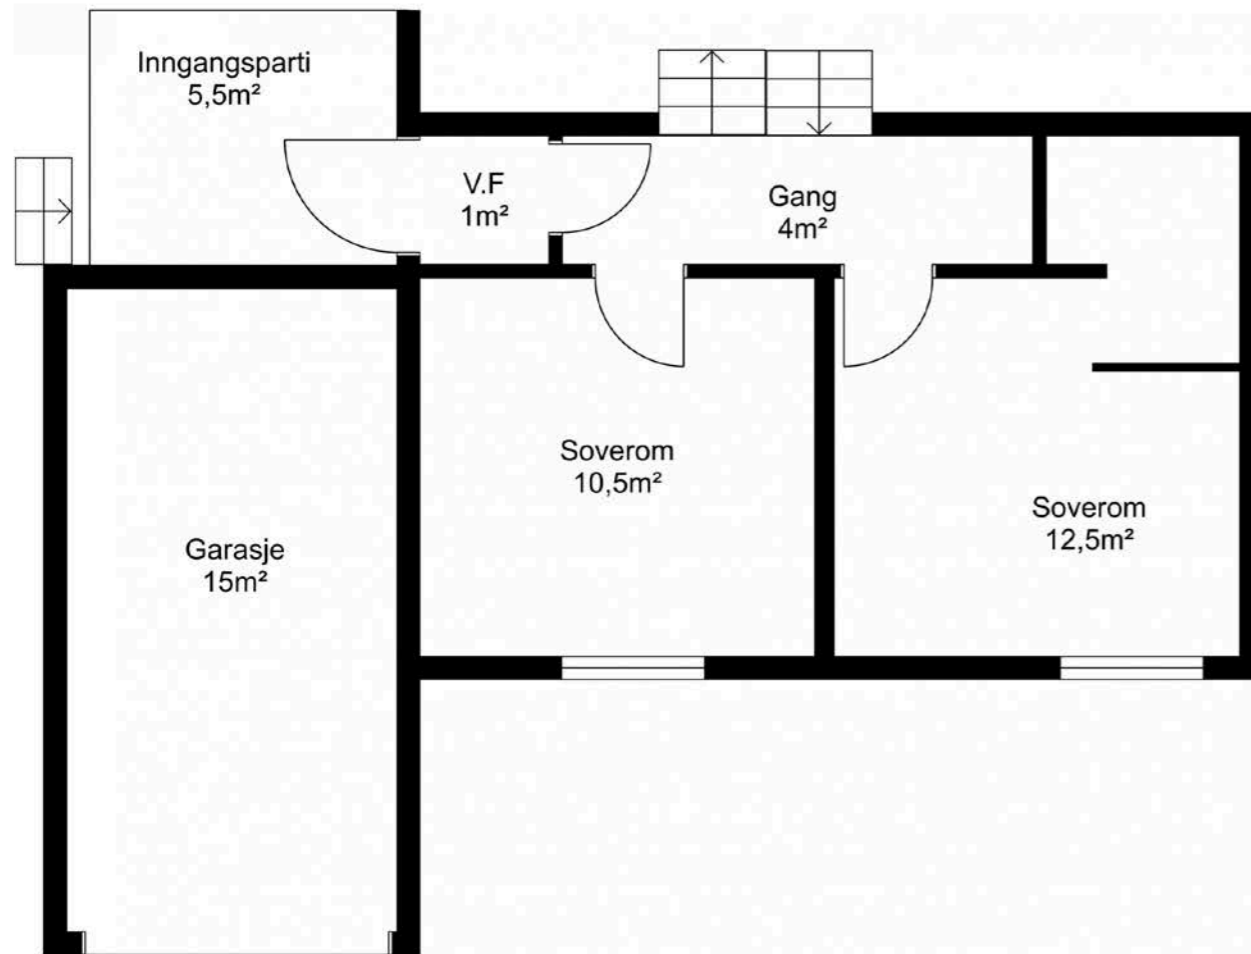 Inngangsparti
5,5m²
V.F
1m²
Gang
4m²
Soverom
10,5m²
Soverom
12,5m²
Garasje
15m²